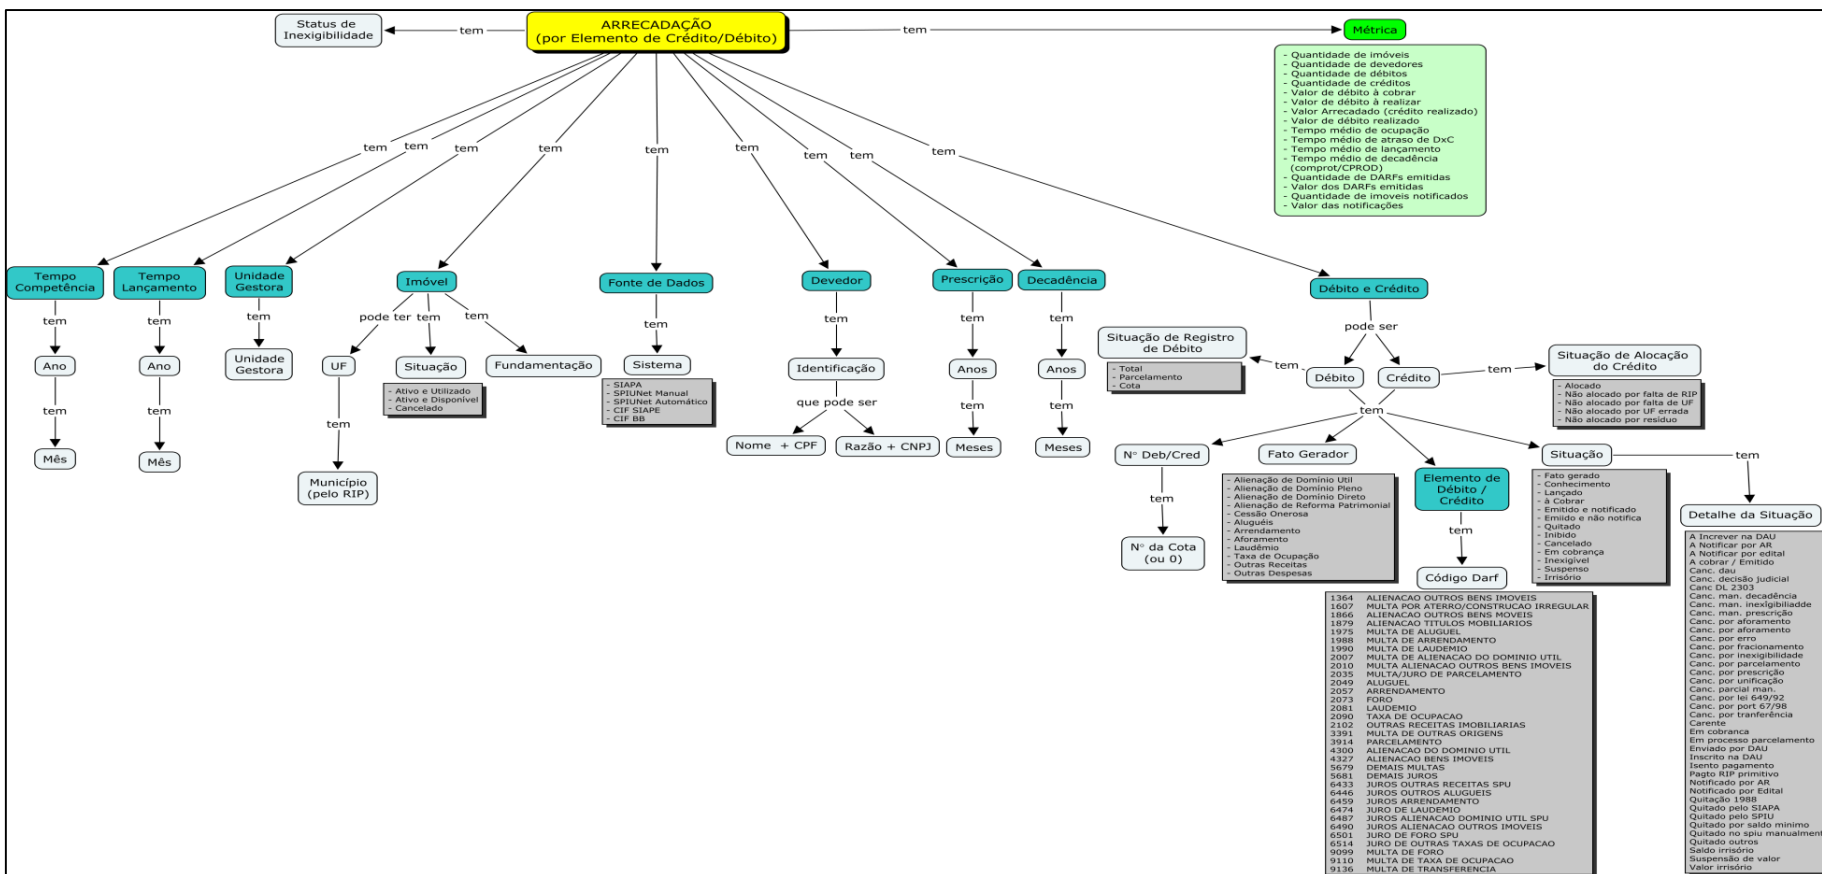 Status de
Inexigibilidade
tem
ARRECADAÇÃO
(por Elemento de Crédito/Débito)
tem
Métrica
- Quantidade de imóveis
- Quantidade de devedores
- Quantidade de débitos
- Quantidade de créditos
- Valor de débito à cobrar
- Valor de débito à realizar
- Valor Arrecadado (crédito realizado)
- Valor de débito realizado
- Tempo médio de ocupação
- Tempo médio de atraso de DxC
- Tempo médio de lançamento
- Tempo médio de decadência
(comprot/CPROD)
- Quantidade de DARFs emitidas
- Valor dos DARFs emitidas
- Quantidade de imoveis notificados
- Valor das notificações
tem
tem
tem
tem
tem
tem
tem
tem
tem
Tempo
Competência
tem
Ano
tem
Mês
Tempo
Lançamento
tem
Ano
tem
Mês
Unidade
Gestora
tem
Unidade
Gestora
Imóvel
pode ter
tem
tem
UF
tem
Município
(pelo RIP)
Situação
- Ativo e Utilizado
- Ativo e Disponível
- Cancelado
Fundamentação
Fonte de Dados
tem
Sistema
- SIAPA
- SPIUNet Manual
- SPIUNet Automático
- CIF SIAPE
- CIF BB
Devedor
tem
Identificação
que pode ser
Nome + CPF
Razão + CNPJ
Prescrição
tem
Anos
tem
Meses
Decadência
tem
Anos
tem
Meses
Débito e Crédito
pode ser
Situação de Registro
de Débito
- Total
- Parcelamento
- Cota
tem
Débito
Crédito
tem
Situação de Alocação
do Crédito
- Alocado
- Não alocado por falta de RIP
- Não alocado por falta de UF
- Não alocado por UF errada
- Não alocado por resíduo
tem
N° Deb/Cred
tem
N° da Cota
(ou 0)
Fato Gerador
- Alienação de Domínio Util
- Alienação de Domínio Pleno
- Alienação de Domínio Direto
- Alienação de Reforma Patrimonial
- Cessão Onerosa
- Aluguéis
- Arrendamento
- Aforamento
- Laudêmio
- Taxa de Ocupação
- Outras Receitas
- Outras Despesas
Elemento de
Débito /
Crédito
tem
Código Darf
1364 ALIENACAO OUTROS BENS IMOVEIS
1607 MULTA POR ATERRO/CONSTRUCAO IRREGULAR
1866 ALIENACAO OUTROS BENS MOVEIS
1879 ALIENACAO TITULOS MOBILIARIOS
1975 MULTA DE ALUGUEL
1988 MULTA DE ARRENDAMENTO
1990 MULTA DE LAUDEMIO
2007 MULTA DE ALIENACAO DO DOMINIO UTIL
2010 MULTA ALIENACAO OUTROS BENS IMOVEIS
2035 MULTA/JURO DE PARCELAMENTO
2049 ALUGUEL
2057 ARRENDAMENTO
2073 FORO
2081 LAUDEMIO
2090 TAXA DE OCUPACAO
2102 OUTRAS RECEITAS IMOBILIARIAS
3391 MULTA DE OUTRAS ORIGENS
3914 PARCELAMENTO
4300 ALIENACAO DO DOMINIO UTIL
4327 ALIENACAO BENS IMOVEIS
5679 DEMAIS MULTAS
5681 DEMAIS JUROS
6433 JUROS OUTRAS RECEITAS SPU
6446 JUROS OUTROS ALUGUEIS
6459 JUROS ARRENDAMENTO
6474 JURO DE LAUDEMIO
6487 JUROS ALIENACAO DOMINIO UTIL SPU
6490 JUROS ALIENACAO OUTROS IMOVEIS
6501 JURO DE FORO SPU
6514 JURO DE OUTRAS TAXAS DE OCUPACAO
9099 MULTA DE FORO
9110 MULTA DE TAXA DE OCUPACAO
9136 MULTA DE TRANSFERENCIA
Situação
- Fato gerado
- Conhecimento
- Lançado
- à Cobrar
- Emitido e notificado
- Emiido e não notifica
- Quitado
- Inibido
- Cancelado
- Em cobrança
- Inexigível
- Suspenso
- Irrisório
tem
Detalhe da Situação
A Increver na DAU
A Notificar por AR
A Notificar por edital
A cobrar / Emitido
Canc. dau
Canc. decisão judicial
Canc DL 2303
Canc. man. decadência
Canc. man. inexigibiliadde
Canc. man. prescrição
Canc. por aforamento
Canc. por aforamento
Canc. por erro
Canc. por fracionamento
Canc. por inexigibilidade
Canc. por parcelamento
Canc. por prescrição
Canc. por unificação
Canc. parcial man.
Canc. por lei 649/92
Canc. por port 67/98
Canc. por tranferência
Carente
Em cobranca
Em processo parcelamento
Enviado por DAU
Inscrito na DAU
Isento pagamento
Pagto RIP primitivo
Notificado por AR
Notificado por Edital
Quitação 1988
Quitado pelo SIAPA
Quitado pelo SPIU
Quitado por saldo minimo
Quitado no spiu manualment
Quitado outros
Saldo irrisório
Suspensão de valor
Valor irrisório